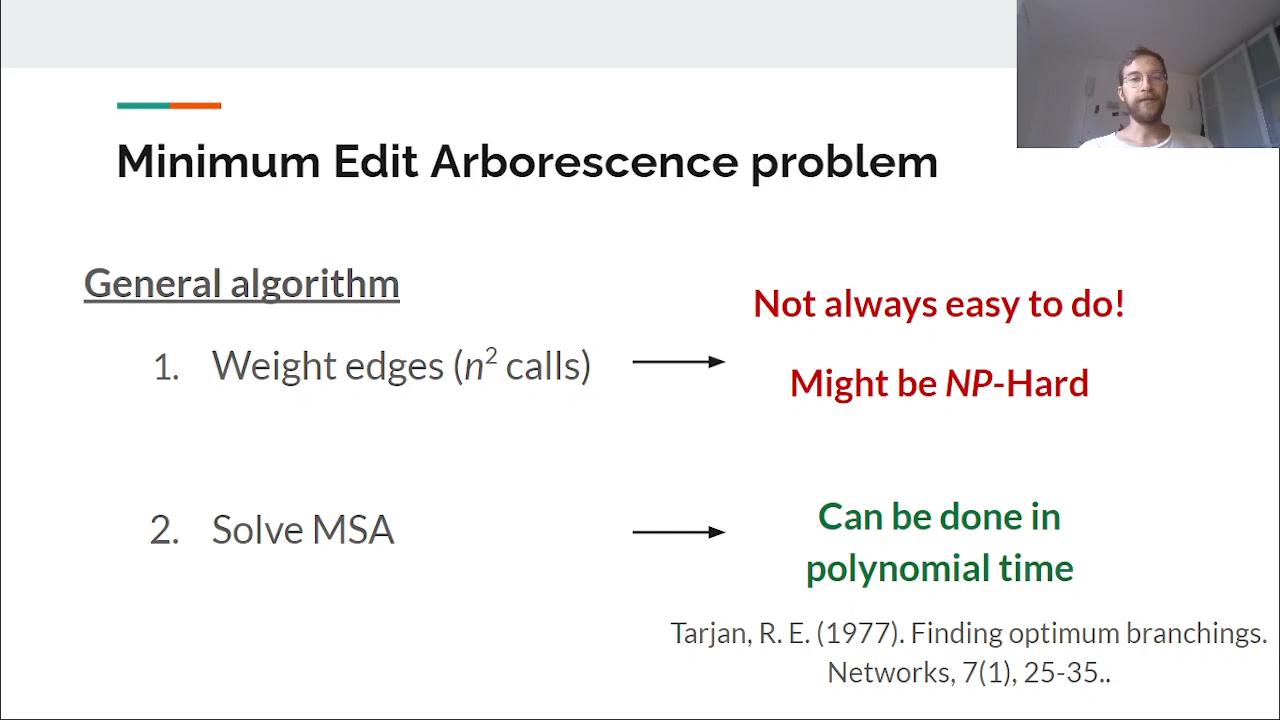 Minimum Edit Arborescence problem
General algorithm
1. Weight edges (n² calls)
Not always easy to do!
Might be NP-Hard
2. Solve MSA
Can be done in
polynomial time
Tarjan, R. E. (1977). Finding optimum branchings.
Networks, 7(1), 25-35..